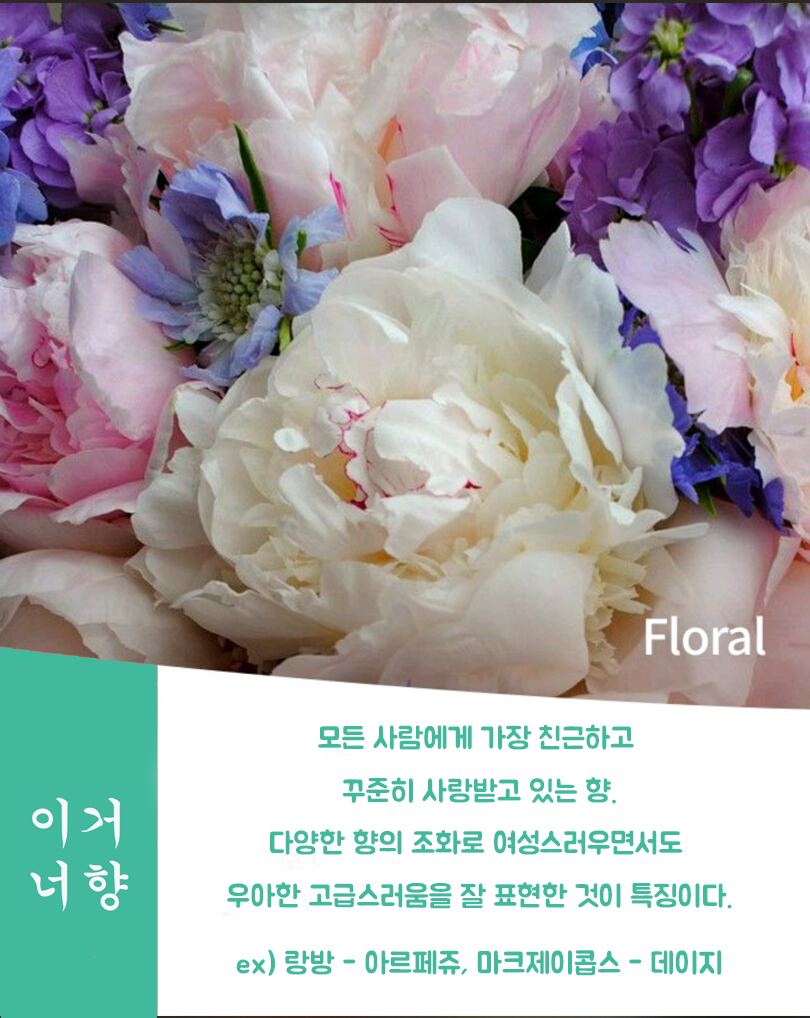 Floral
이거
너향
모든 사람에게 가장 친근하고
꾸준히 사랑받고 있는 향.
다양한 향의 조화로 여성스러우면서도
우아한 고급스러움을 잘 표현한 것이 특징이다.
ex) 랑방 - 아르페쥬, 마크제이콥스 - 데이지